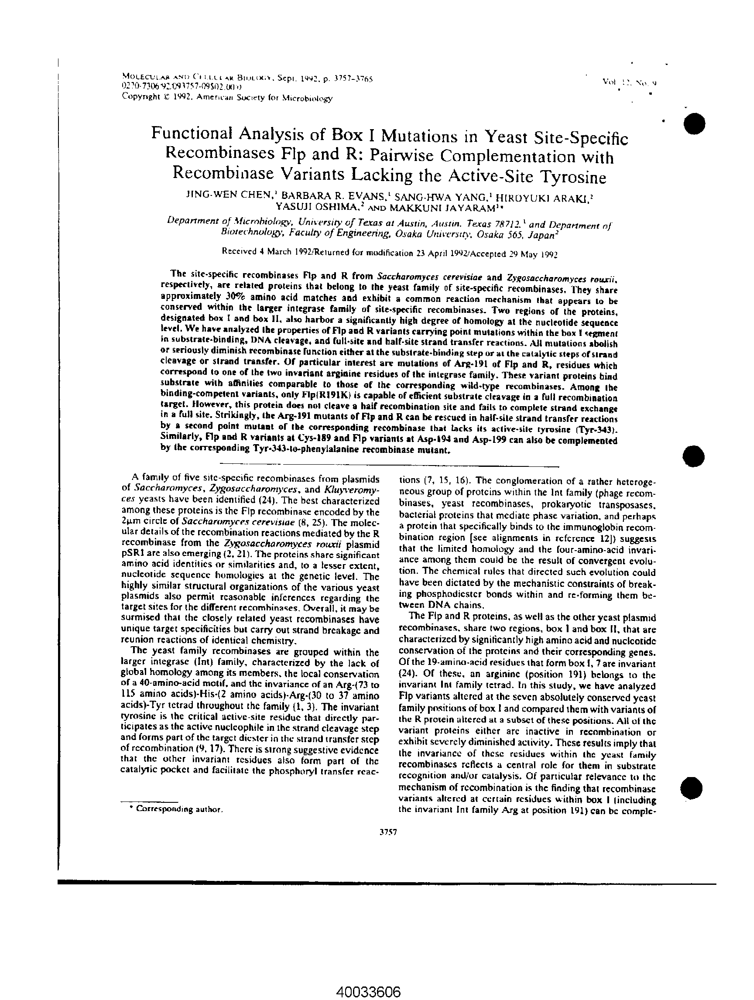 MOLECULAR AND CELLULAR BIOLOGY, Sept. 1992, p. 3757-3765
Vol. 12, No. 9
0270-7306/92/093757-09$02.00/0
Copyright © 1992, American Society for Microbiology
Functional Analysis of Box I Mutations in Yeast Site-Specific
Recombinases Flp and R: Pairwise Complementation with
Recombinase Variants Lacking the Active-Site Tyrosine
JING-WEN CHEN,¹ BARBARA R. EVANS,¹ SANG-HWA YANG,¹ HIROYUKI ARAKI,²
YASUJI OSHIMA,² AND MAKKUNI JAYARAM¹*
Department of Microbiology, University of Texas at Austin, Austin, Texas 78712,¹ and Department of
Biotechnology, Faculty of Engineering, Osaka University, Osaka 565, Japan²
Received 4 March 1992/Returned for modification 23 April 1992/Accepted 29 May 1992
The site-specific recombinases Flp and R from Saccharomyces cerevisiae and Zygosaccharomyces rouxii,
respectively, are related proteins that belong to the yeast family of site-specific recombinases. They share
approximately 30% amino acid matches and exhibit a common reaction mechanism that appears to be
conserved within the larger integrase family of site-specific recombinases. Two regions of the proteins,
designated box I and box II, also harbor a significantly high degree of homology at the nucleotide sequence
level. We have analyzed the properties of Flp and R variants carrying point mutations within the box I segment
in substrate-binding, DNA cleavage, and full-site and half-site strand transfer reactions. All mutations abolish
or seriously diminish recombinase function either at the substrate-binding step or at the catalytic steps of strand
cleavage or strand transfer. Of particular interest are mutations of Arg-191 of Flp and R, residues which
correspond to one of the two invariant arginine residues of the integrase family. These variant proteins bind
substrate with affinities comparable to those of the corresponding wild-type recombinases. Among the
binding-competent variants, only Flp(R191K) is capable of efficient substrate cleavage in a full recombination
target. However, this protein does not cleave a half recombination site and fails to complete strand exchange
in a full site. Strikingly, the Arg-191 mutants of Flp and R can be rescued in half-site strand transfer reactions
by a second point mutant of the corresponding recombinase that lacks its active-site tyrosine (Tyr-343).
Similarly, Flp and R variants at Cys-189 and Flp variants at Asp-194 and Asp-199 can also be complemented
by the corresponding Tyr-343-to-phenylalanine recombinase mutant.
A family of five site-specific recombinases from plasmids
of Saccharomyces, Zygosaccharomyces, and Kluyveromy-
ces yeasts have been identified (24). The best characterized
among these proteins is the Flp recombinase encoded by the
2μm circle of Saccharomyces cerevisiae (8, 25). The molec-
ular details of the recombination reactions mediated by the R
recombinase from the Zygosaccharomyces rouxii plasmid
pSR1 are also emerging (2, 21). The proteins share significant
amino acid identities or similarities and, to a lesser extent,
nucleotide sequence homologies at the genetic level. The
highly similar structural organizations of the various yeast
plasmids also permit reasonable inferences regarding the
target sites for the different recombinases. Overall, it may be
surmised that the closely related yeast recombinases have
unique target specificities but carry out strand breakage and
reunion reactions of identical chemistry.
The yeast family recombinases are grouped within the
larger integrase (Int) family, characterized by the lack of
global homology among its members, the local conservation
of a 40-amino-acid motif, and the invariance of an Arg-(73 to
115 amino acids)-His-(2 amino acids)-Arg-(30 to 37 amino
acids)-Tyr tetrad throughout the family (1, 3). The invariant
tyrosine is the critical active-site residue that directly par-
ticipates as the active nucleophile in the strand cleavage step
and forms part of the target diester in the strand transfer step
of recombination (9, 17). There is strong suggestive evidence
that the other invariant residues also form part of the
catalytic pocket and facilitate the phosphoryl transfer reac-
* Corresponding author.
tions (7, 15, 16). The conglomeration of a rather heteroge-
neous group of proteins within the Int family (phage recom-
binases, yeast recombinases, prokaryotic transposases,
bacterial proteins that mediate phase variation, and perhaps
a protein that specifically binds to the immunoglobin recom-
bination region [see alignments in reference 12]) suggests
that the limited homology and the four-amino-acid invari-
ance among them could be the result of convergent evolu-
tion. The chemical rules that directed such evolution could
have been dictated by the mechanistic constraints of break-
ing phosphodiester bonds within and re-forming them be-
tween DNA chains.
The Flp and R proteins, as well as the other yeast plasmid
recombinases, share two regions, box I and box II, that are
characterized by significantly high amino acid and nucleotide
conservation of the proteins and their corresponding genes.
Of the 19-amino-acid residues that form box I, 7 are invariant
(24). Of these, an arginine (position 191) belongs to the
invariant Int family tetrad. In this study, we have analyzed
Flp variants altered at the seven absolutely conserved yeast
family positions of box I and compared them with variants of
the R protein altered at a subset of these positions. All of the
variant proteins either are inactive in recombination or
exhibit severely diminished activity. These results imply that
the invariance of these residues within the yeast family
recombinases reflects a central role for them in substrate
recognition and/or catalysis. Of particular relevance to the
mechanism of recombination is the finding that recombinase
variants altered at certain residues within box I (including
the invariant Int family Arg at position 191) can be comple-
3757
40033606